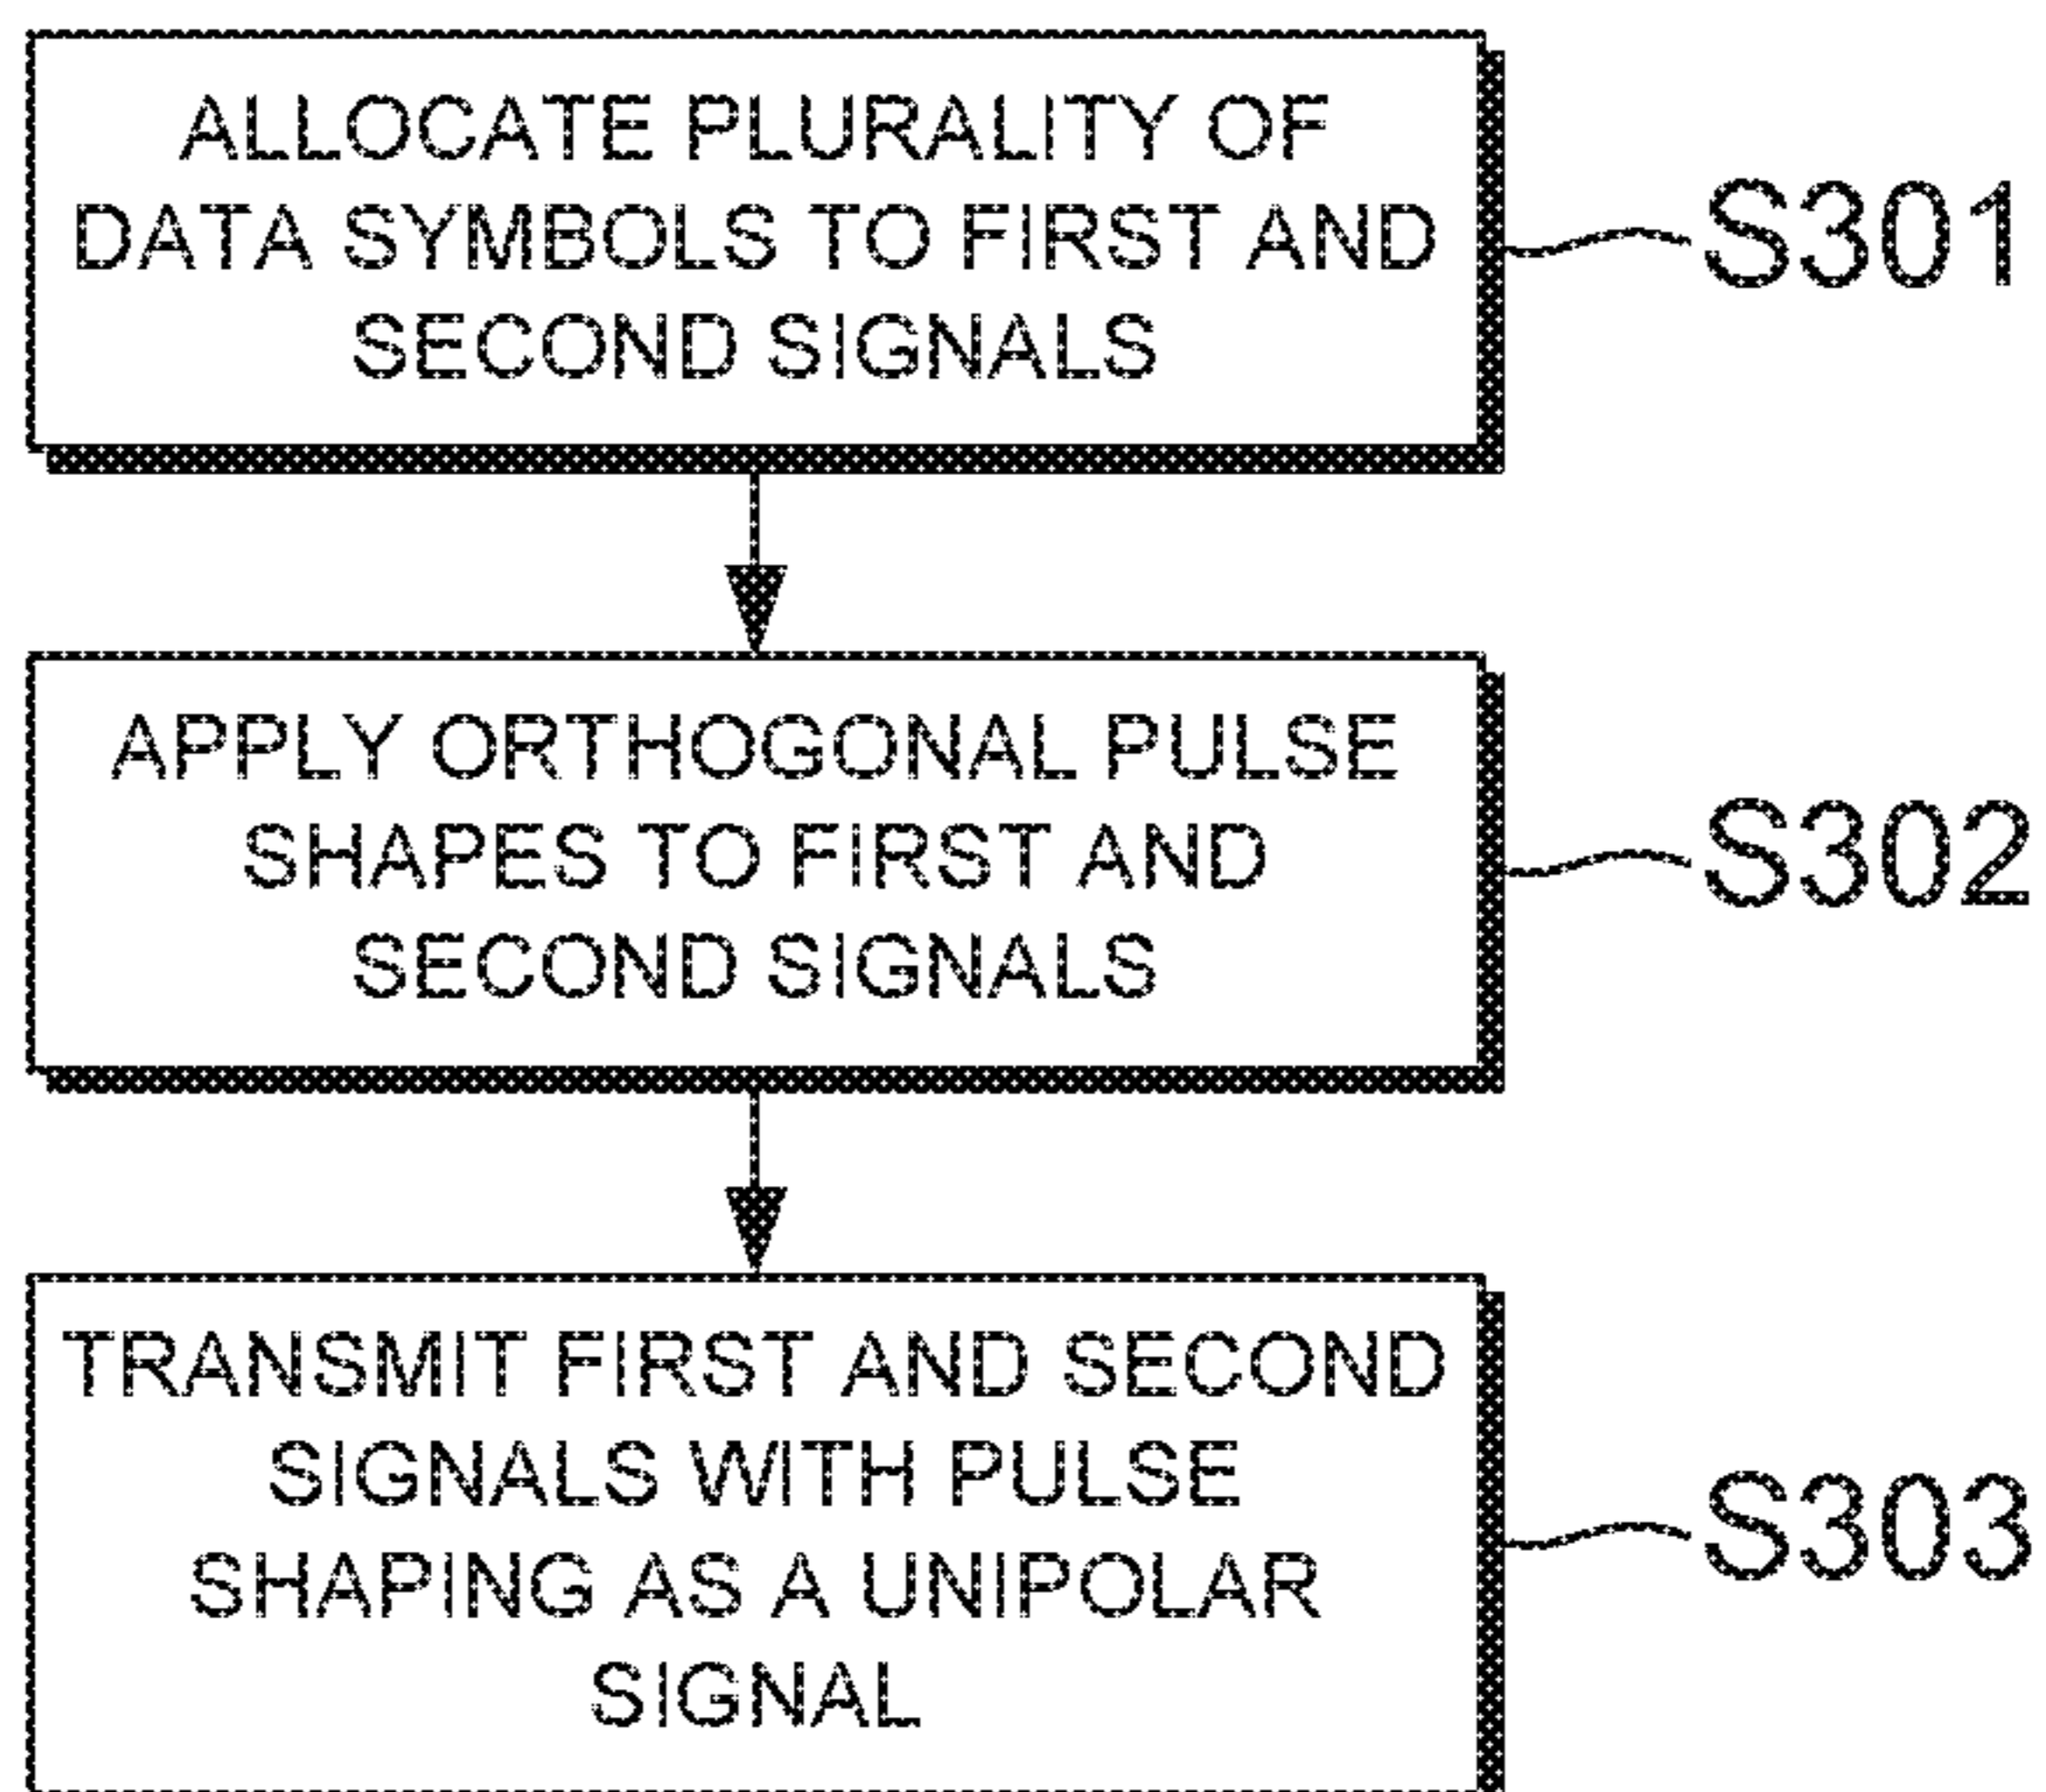 ALLOCATE PLURALITY OF
DATA SYMBOLS TO FIRST AND
SECOND SIGNALS
S301
APPLY ORTHOGONAL PULSE
SHAPES TO FIRST AND
SECOND SIGNALS
S302
TRANSMIT FIRST AND SECOND
SIGNALS WITH PULSE
SHAPING AS A UNIPOLAR
SIGNAL
S303